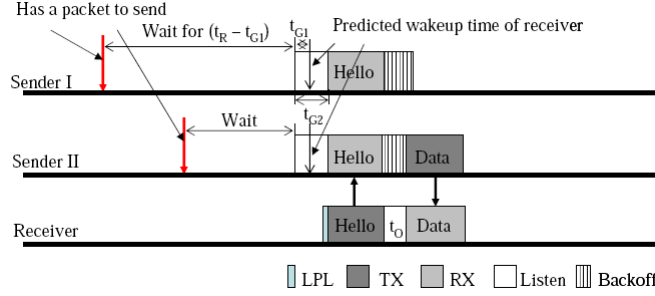 Has a packet to send
Wait for (tR – tG1)
tG1
Predicted wakeup time of receiver
Hello
Sender I
Wait
tG2
Hello
Data
Sender II
Hello
tO
Data
Receiver
LPL
TX
RX
Listen
Backoff